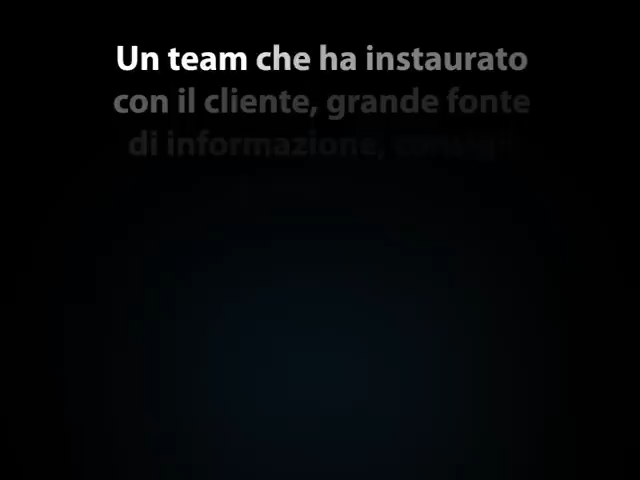 Un team che ha instaurato
con il cliente, grande fonte
di informazione,